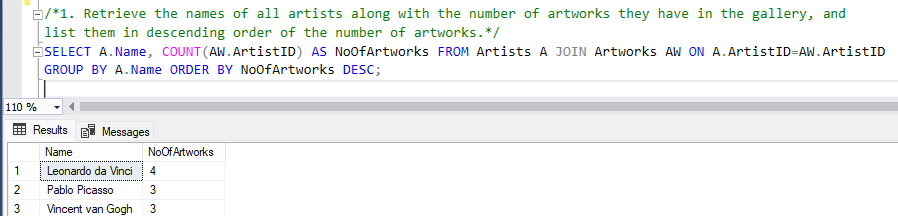 /*1. Retrieve the names of all artists along with the number of artworks they have in the gallery, and
list them in descending order of the number of artworks.*/
SELECT A.Name, COUNT(AW.ArtistID) AS NoOfArtworks FROM Artists A JOIN Artworks AW ON A.ArtistID=AW.ArtistID
GROUP BY A.Name ORDER BY NoOfArtworks DESC;
110 %
Results Messages
Name NoOfArtworks
1 Leonardo da Vinci 4
2 Pablo Picasso 3
3 Vincent van Gogh 3